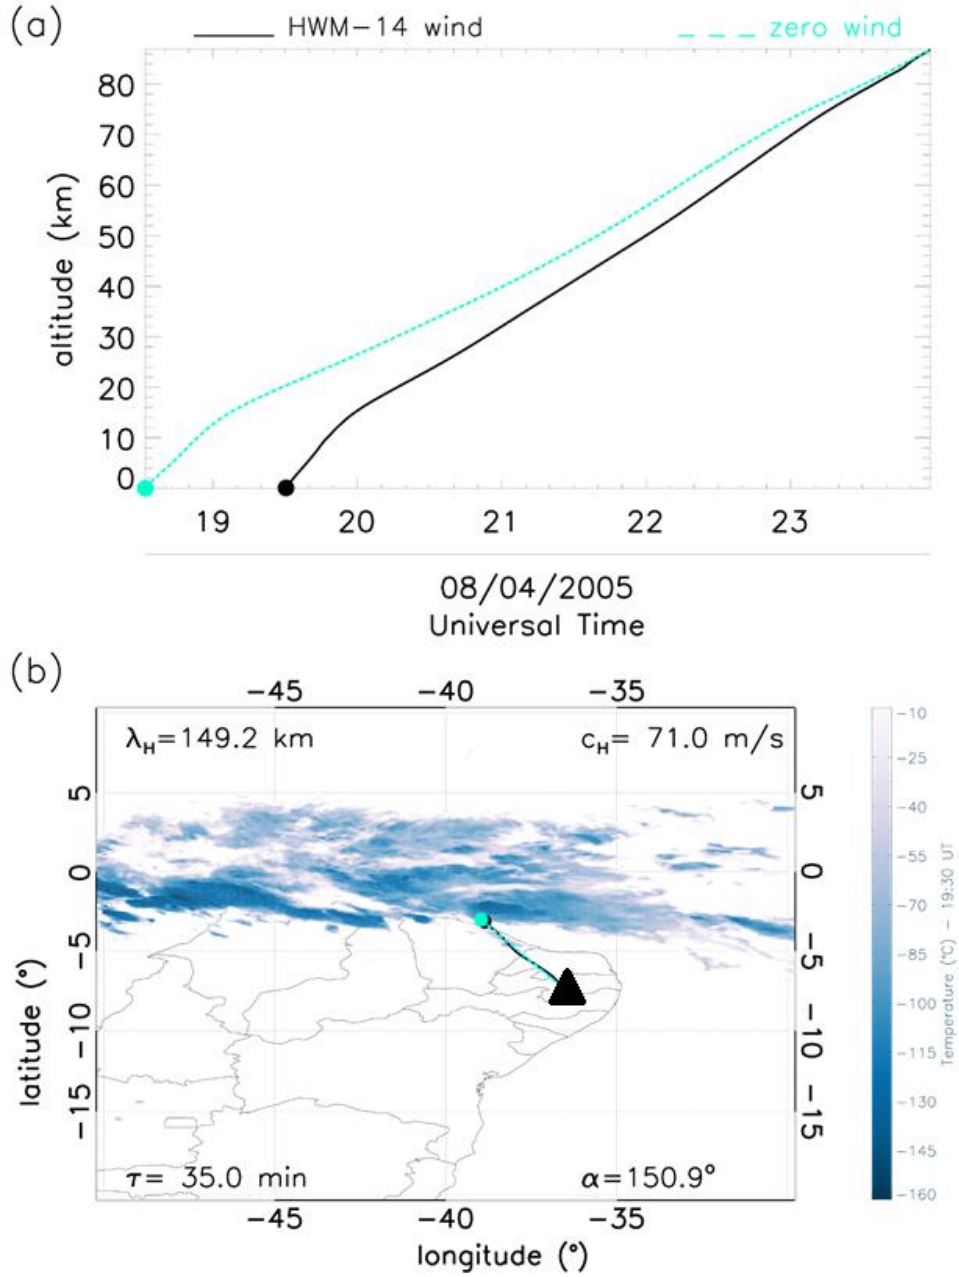 (a)
HWM-14 wind
zero wind
80
70
60
50
40
30
20
10
0
altitude (km)
19 20 21 22 23
08/04/2005
Universal Time
(b)
-45 -40 -35
λH=149.2 km
cH= 71.0 m/s
5
0
-5
-10
-15
latitude (°)
5
0
-5
-10
-15
τ= 35.0 min
α=150.9°
-45 -40 -35
longitude (°)
-10
-25
-40
-55
-70
-85
-100
-115
-130
-145
-160
Temperature (°C) - 19:30 UT